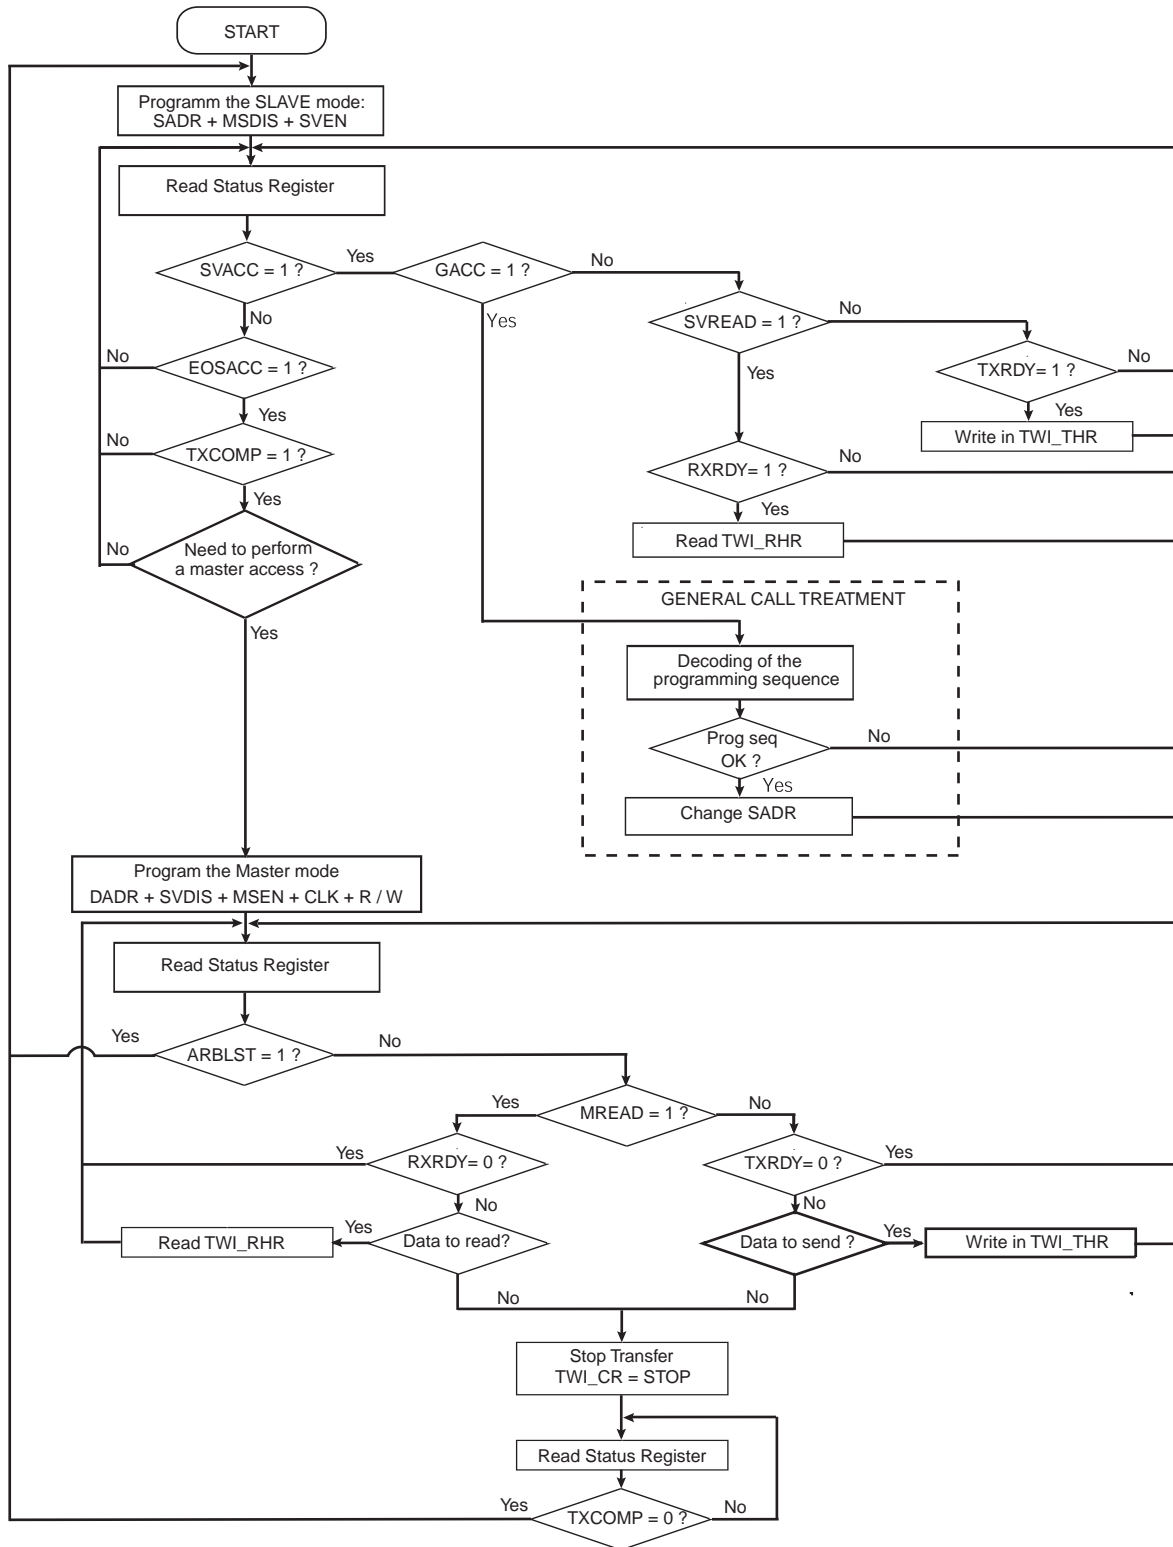 START
Programm the SLAVE mode:
SADR + MSDIS + SVEN
Read Status Register
SVACC = 1 ?
Yes
GACC = 1 ?
No
No
Yes
SVREAD = 1 ?
No
Yes
TXRDY= 1 ?
No
Yes
Write in TWI_THR
No
EOSACC = 1 ?
Yes
No
TXCOMP = 1 ?
Yes
RXRDY= 1 ?
No
Yes
Read TWI_RHR
No
Need to perform
a master access ?
Yes
GENERAL CALL TREATMENT
Decoding of the
programming sequence
Prog seq
OK ?
No
Yes
Change SADR
Program the Master mode
DADR + SVDIS + MSEN + CLK + R / W
Read Status Register
Yes
ARBLST = 1 ?
No
Yes
MREAD = 1 ?
No
Yes
RXRDY= 0 ?
No
TXRDY= 0 ?
Yes
No
Read TWI_RHR
Yes
Data to read?
No
Data to send ?
Yes
Write in TWI_THR
No
Stop Transfer
TWI_CR = STOP
Read Status Register
Yes
TXCOMP = 0 ?
No